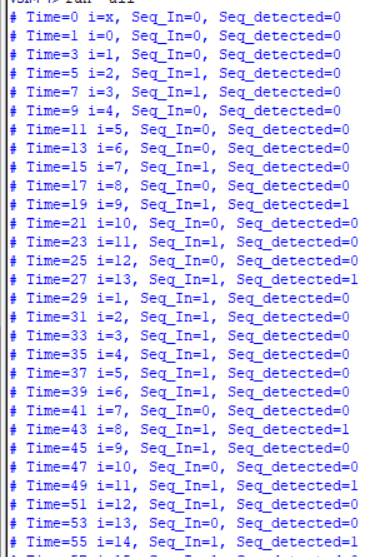 # Time=0 i=x, Seq_In=0, Seq_detected=0
# Time=1 i=0, Seq_In=0, Seq_detected=0
# Time=3 i=1, Seq_In=0, Seq_detected=0
# Time=5 i=2, Seq_In=1, Seq_detected=0
# Time=7 i=3, Seq_In=1, Seq_detected=0
# Time=9 i=4, Seq_In=0, Seq_detected=0
# Time=11 i=5, Seq_In=0, Seq_detected=0
# Time=13 i=6, Seq_In=0, Seq_detected=0
# Time=15 i=7, Seq_In=1, Seq_detected=0
# Time=17 i=8, Seq_In=0, Seq_detected=0
# Time=19 i=9, Seq_In=1, Seq_detected=1
# Time=21 i=10, Seq_In=0, Seq_detected=0
# Time=23 i=11, Seq_In=1, Seq_detected=0
# Time=25 i=12, Seq_In=0, Seq_detected=0
# Time=27 i=13, Seq_In=1, Seq_detected=1
# Time=29 i=1, Seq_In=1, Seq_detected=0
# Time=31 i=2, Seq_In=1, Seq_detected=0
# Time=33 i=3, Seq_In=1, Seq_detected=0
# Time=35 i=4, Seq_In=1, Seq_detected=0
# Time=37 i=5, Seq_In=1, Seq_detected=0
# Time=39 i=6, Seq_In=1, Seq_detected=0
# Time=41 i=7, Seq_In=0, Seq_detected=0
# Time=43 i=8, Seq_In=1, Seq_detected=1
# Time=45 i=9, Seq_In=1, Seq_detected=0
# Time=47 i=10, Seq_In=0, Seq_detected=0
# Time=49 i=11, Seq_In=1, Seq_detected=1
# Time=51 i=12, Seq_In=1, Seq_detected=0
# Time=53 i=13, Seq_In=0, Seq_detected=0
# Time=55 i=14, Seq_In=1, Seq_detected=1